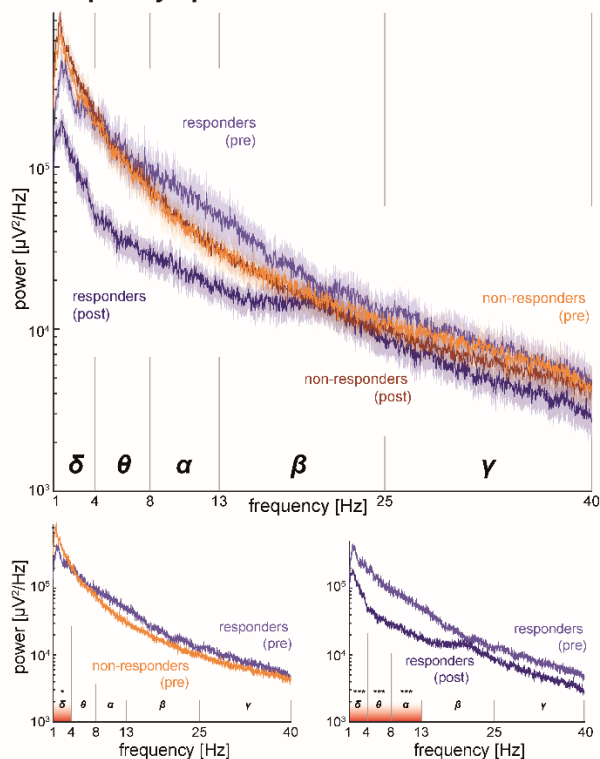 responders
(pre)
10⁵
power [µV²/Hz]
responders
(post)
10⁴
non-responders
(pre)
non-responders
(post)
δ θ α β γ
10³
1 4 8 13 25 40
frequency [Hz]
10⁵
power [µV²/Hz]
10⁴
10³
responders
(pre)
non-responders
(pre)
*
δ θ α β γ
1 4 8 13 25 40
frequency [Hz]
10⁵
10⁴
10³
responders
(pre)
responders
(post)
*** *** ***
δ θ α β γ
1 4 8 13 25 40
frequency [Hz]